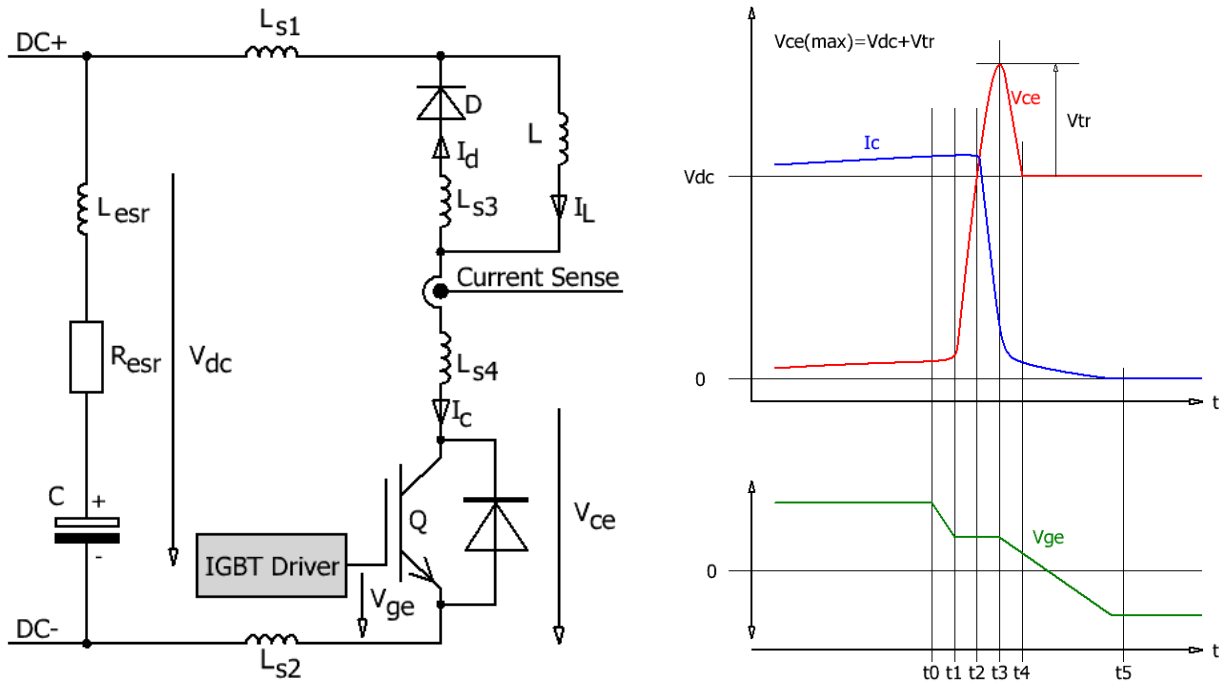 DC+
Ls1
D
L
Id
Lesr
Ls3
IL
Current Sense
Resr
Vdc
Ls4
Ic
C
+
-
Q
Vce
IGBT Driver
Vge
DC-
Ls2
Vce(max)=Vdc+Vtr
Vce
Vtr
Ic
Vdc
0
t
Vge
0
t
t0 t1 t2 t3 t4 t5